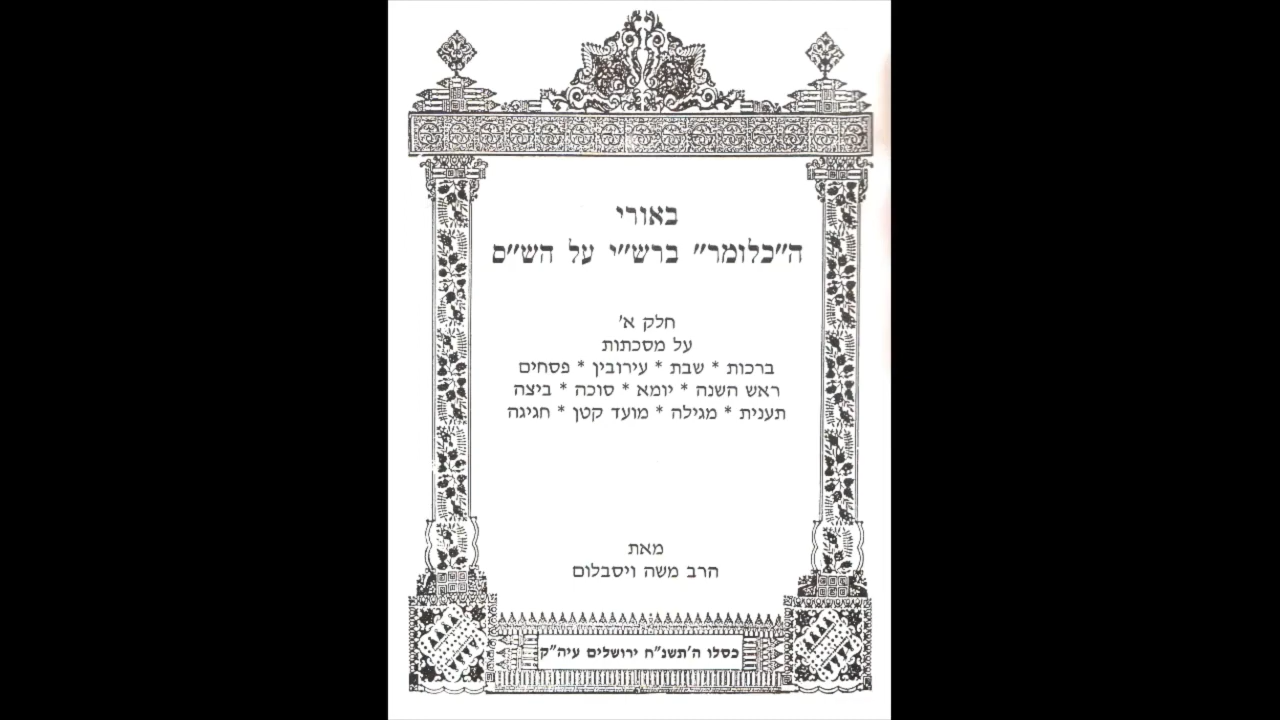 באורי
ה"כלומר" ברש"י על הש"ס
חלק א'
על מסכתות
ברכות * שבת * עירובין * פסחים
ראש השנה * יומא * סוכה * ביצה
תענית * מגילה * מועד קטן * חגיגה
מאת
הרב משה ויסבלום
כסלו ה'תשנ"ח ירושלים עיה"ק